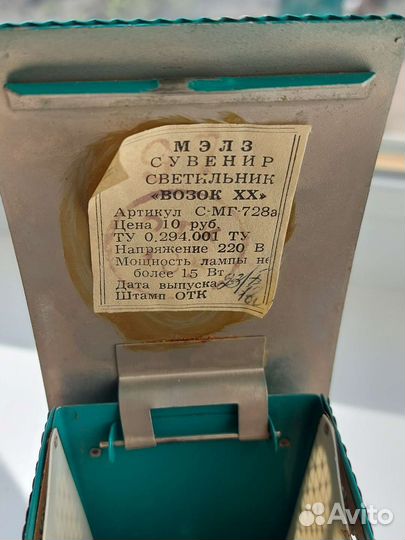 МЭЛЗ
СУВЕНИР
СВЕТИЛЬНИК
«ВОЗОК XX»
Артикул С-МГ-728а
Цена 10 руб.
ТУ 0.294.001 ТУ
Напряжение 220 В
Мощность лампы не
более 15 Вт
Дата выпуска
Штамп ОТК
Avito